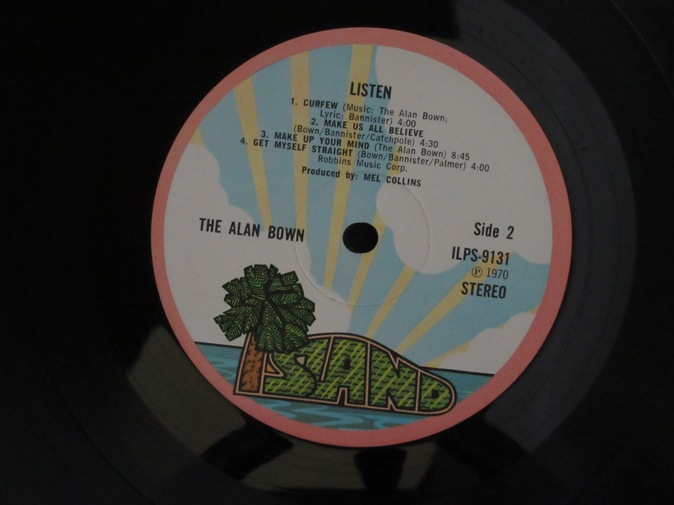 LISTEN
1. CURFEW (Music: The Alan Bown;
Lyric: Bannister) 4:00
2. MAKE US ALL BELIEVE
(Bown/Bannister/Catchpole) 4:30
3. MAKE UP YOUR MIND (The Alan Bown) 8:45
4. GET MYSELF STRAIGHT (Bown/Bannister/Palmer) 4:00
Robbins Music Corp.
Produced by: MEL COLLINS
THE ALAN BOWN
Side 2
ILPS-9131
℗ 1970
STEREO
ISLAND